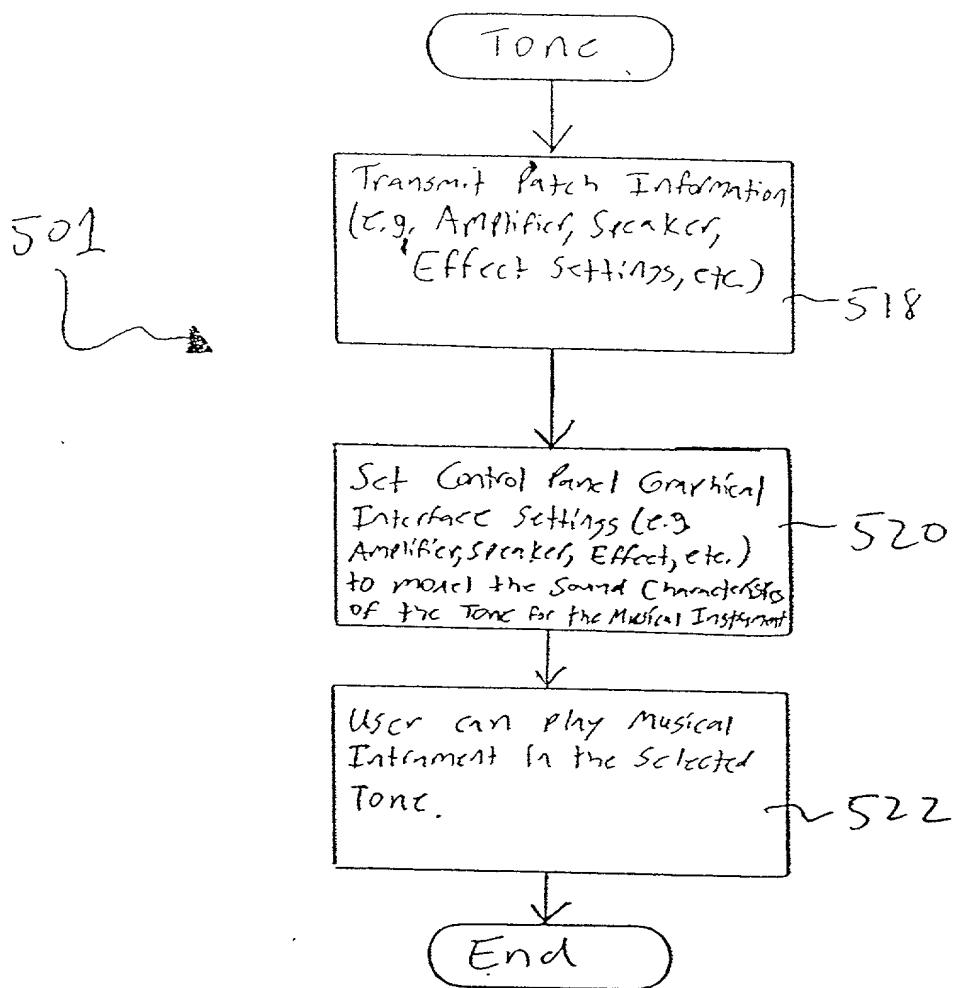 Tone
Transmit Patch Information
(e.g. Amplifier, Speaker,
Effect Settings, etc.)
501
518
Set Control Panel Graphical
Interface Settings (e.g
Amplifier, Speaker, Effect, etc.)
to model the Sound Characteristics
of the Tone for the Musical Instrument
520
User can play Musical
Intrument in the Selected
Tone.
522
End